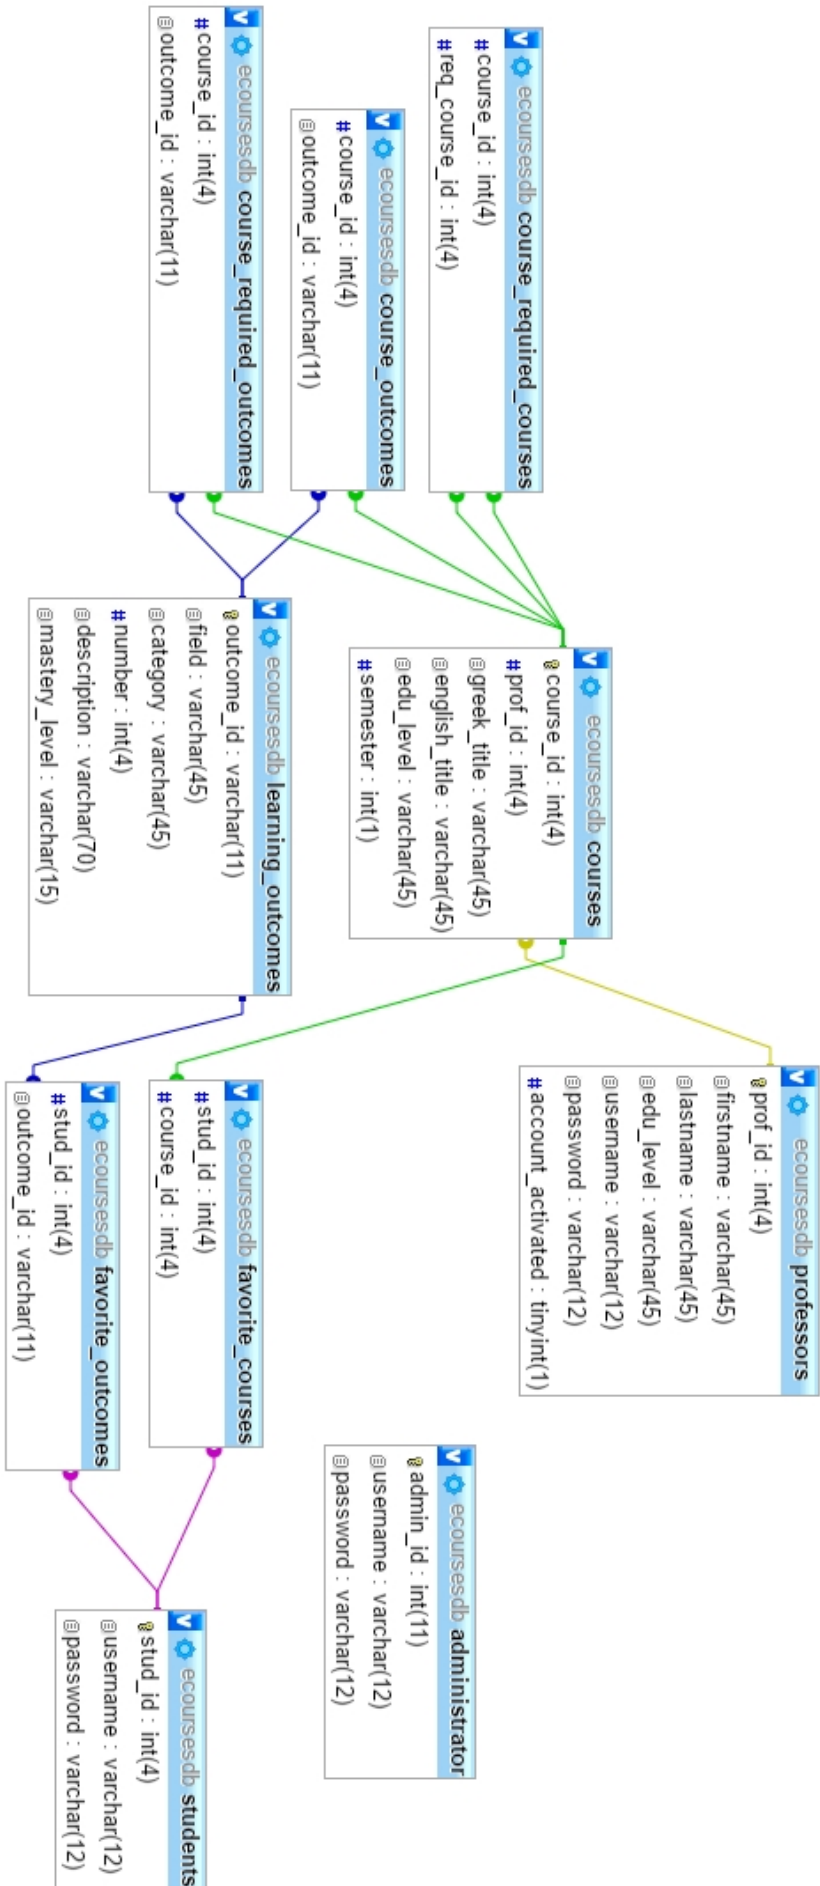 ecoursesdb course_required_courses
course_id : int(4)
req_course_id : int(4)
ecoursesdb course_outcomes
course_id : int(4)
outcome_id : varchar(11)
ecoursesdb course_required_outcomes
course_id : int(4)
outcome_id : varchar(11)
ecoursesdb courses
course_id : int(4)
prof_id : int(4)
greek_title : varchar(45)
english_title : varchar(45)
edu_level : varchar(45)
semester : int(1)
ecoursesdb learning_outcomes
outcome_id : varchar(11)
field : varchar(45)
category : varchar(45)
number : int(4)
description : varchar(70)
mastery_level : varchar(15)
ecoursesdb professors
prof_id : int(4)
firstname : varchar(45)
lastname : varchar(45)
edu_level : varchar(45)
username : varchar(12)
password : varchar(12)
account_activated : tinyint(1)
ecoursesdb favorite_courses
stud_id : int(4)
course_id : int(4)
ecoursesdb favorite_outcomes
stud_id : int(4)
outcome_id : varchar(11)
ecoursesdb administrator
admin_id : int(11)
username : varchar(12)
password : varchar(12)
ecoursesdb students
stud_id : int(4)
username : varchar(12)
password : varchar(12)